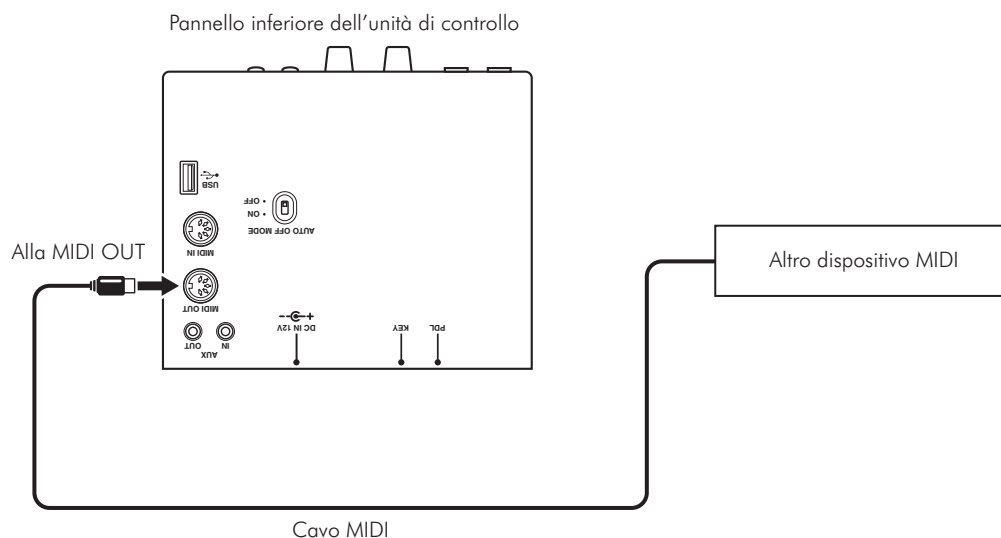 Pannello inferiore dell'unità di controllo
USB
OFF •
ON •
AUTO OFF MODE
MIDI IN
Alla MIDI OUT
Altro dispositivo MIDI
MIDI OUT
OUT
IN
AUX
DC IN 12V
KEY
PDL
Cavo MIDI